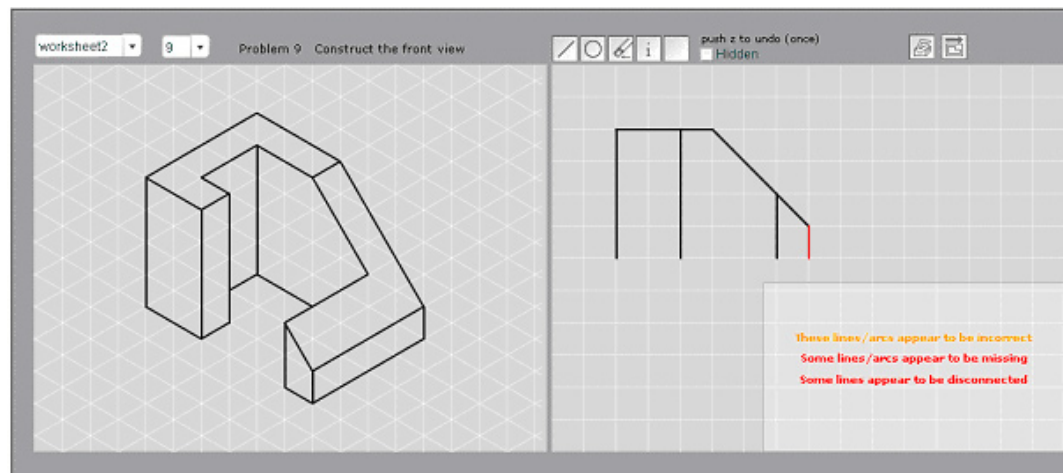 worksheet2
9
Problem 9 Construct the front view
i
push z to undo (once)
Hidden
These lines/arcs appear to be incorrect
Some lines/arcs appear to be missing
Some lines appear to be disconnected